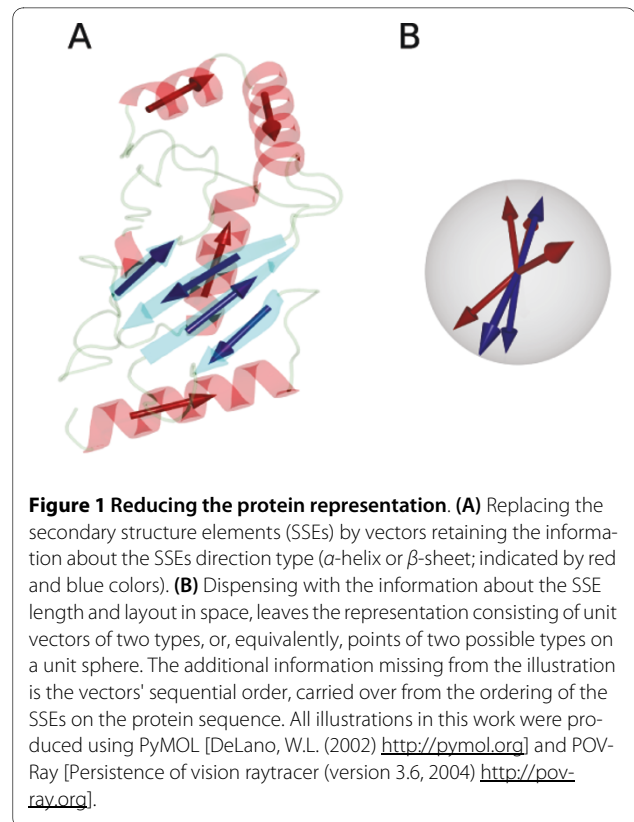 A
B
Figure 1 Reducing the protein representation. (A) Replacing the
secondary structure elements (SSEs) by vectors retaining the informa-
tion about the SSEs direction type (α-helix or β-sheet; indicated by red
and blue colors). (B) Dispensing with the information about the SSE
length and layout in space, leaves the representation consisting of unit
vectors of two types, or, equivalently, points of two possible types on
a unit sphere. The additional information missing from the illustration
is the vectors' sequential order, carried over from the ordering of the
SSEs on the protein sequence. All illustrations in this work were pro-
duced using PyMOL [DeLano, W.L. (2002) http://pymol.org] and POV-
Ray [Persistence of vision raytracer (version 3.6, 2004) http://pov-
ray.org].